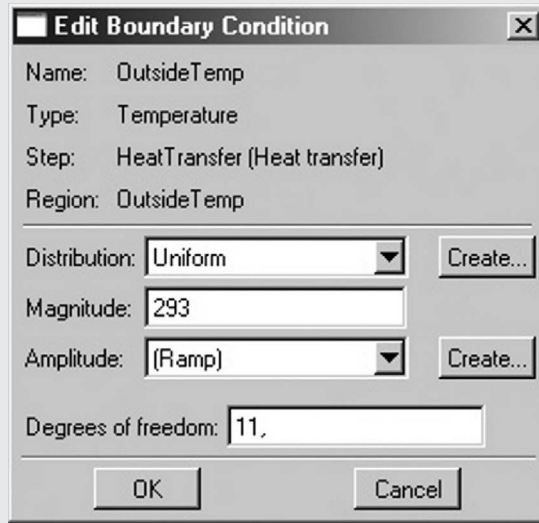 Edit Boundary Condition
Name: OutsideTemp
Type: Temperature
Step: HeatTransfer (Heat transfer)
Region: OutsideTemp
Distribution: Uniform Create...
Magnitude: 293
Amplitude: (Ramp) Create...
Degrees of freedom: 11,
OK Cancel